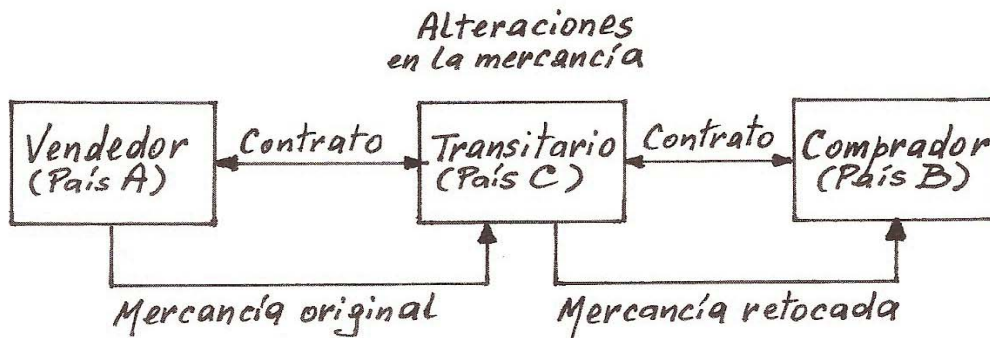 Alteraciones
en la mercancía
Vendedor
(País A)
Contrato
Transitario
(País C)
Contrato
Comprador
(País B)
Mercancía original
Mercancía retocada